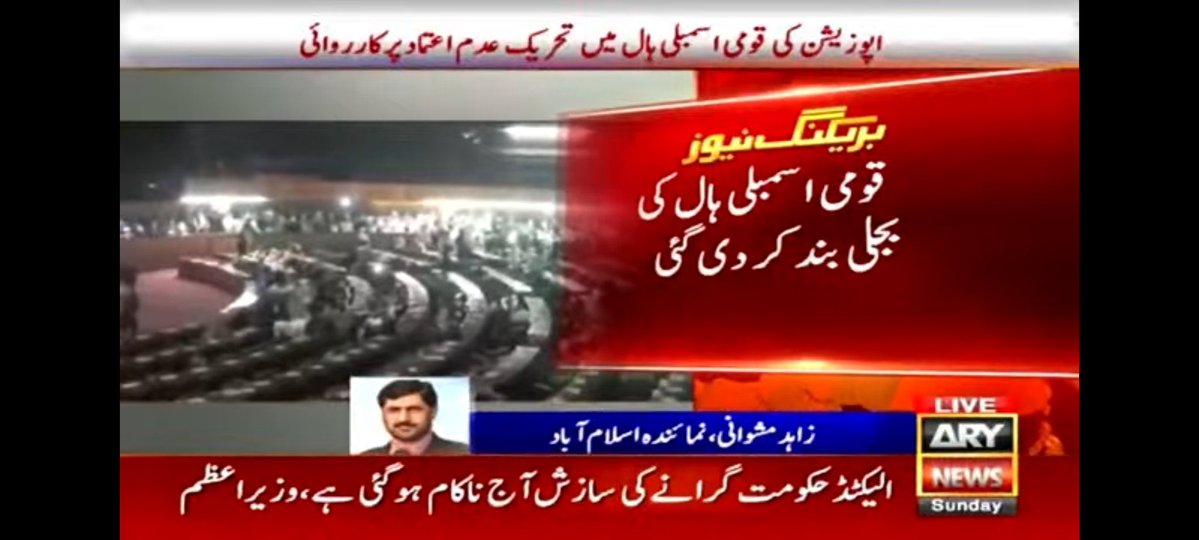 اپوزیشن کی قومی اسمبلی ہال میں تحریک عدم اعتماد پر کارروائی
بریکنگ نیوز
قومی اسمبلی ہال کی
بجلی بند کر دی گئی
زاہد مشوانی، نمائندہ اسلام آباد
LIVE
ARY
NEWS
Sunday
الیکٹڈ حکومت گرانے کی سازش آج ناکام ہوگئی ہے، وزیراعظم